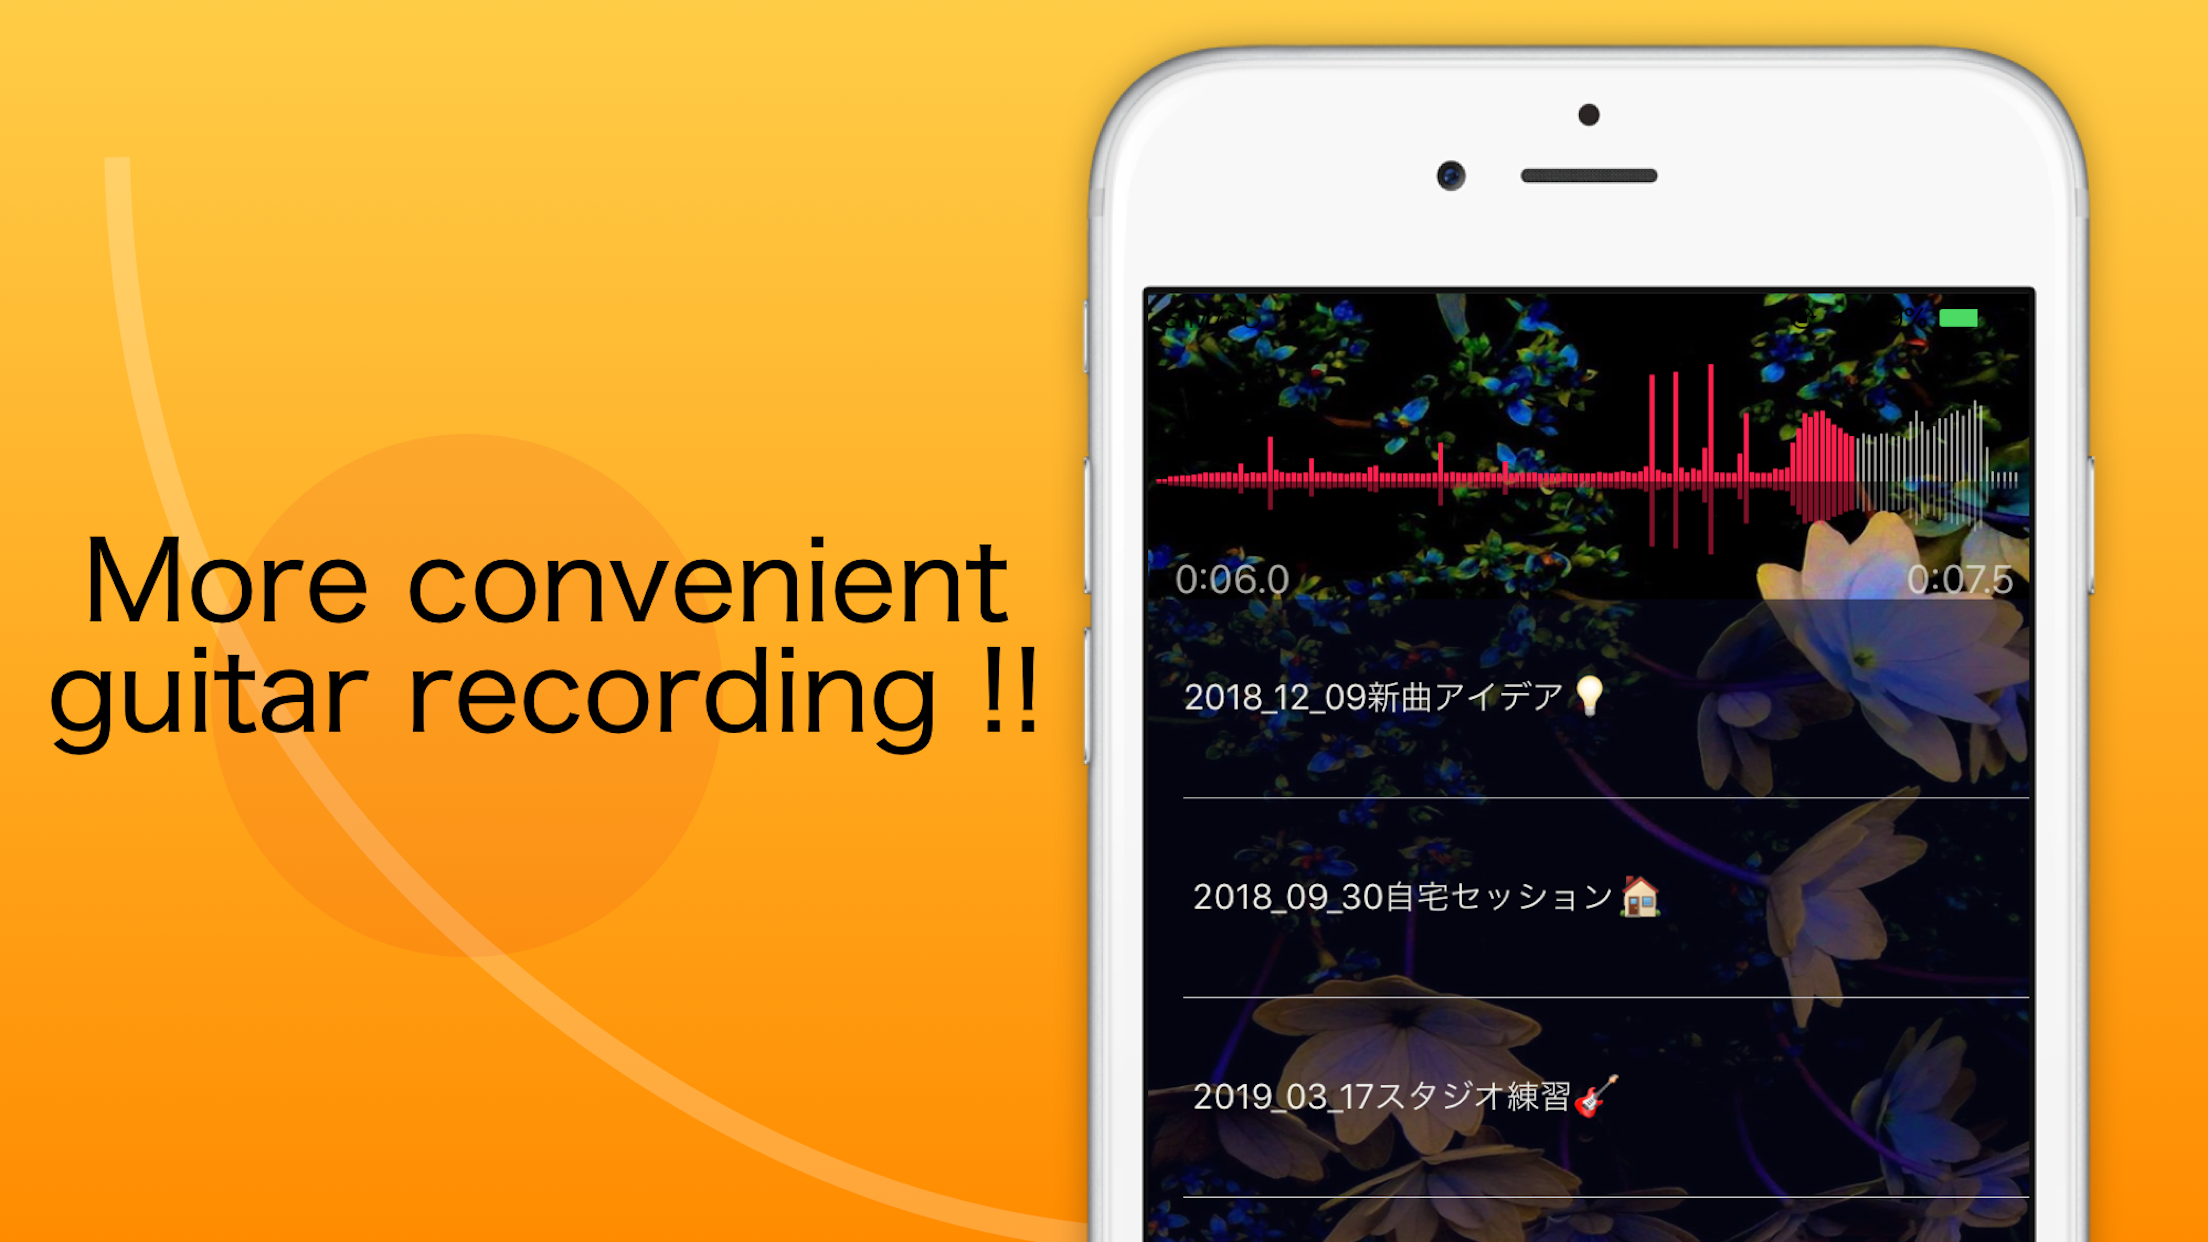 More convenient
guitar recording !!
0:06.0
0:07.5
2018_12_09新曲アイデア💡
2018_09_30自宅セッション🏠
2019_03_17スタジオ練習🎸